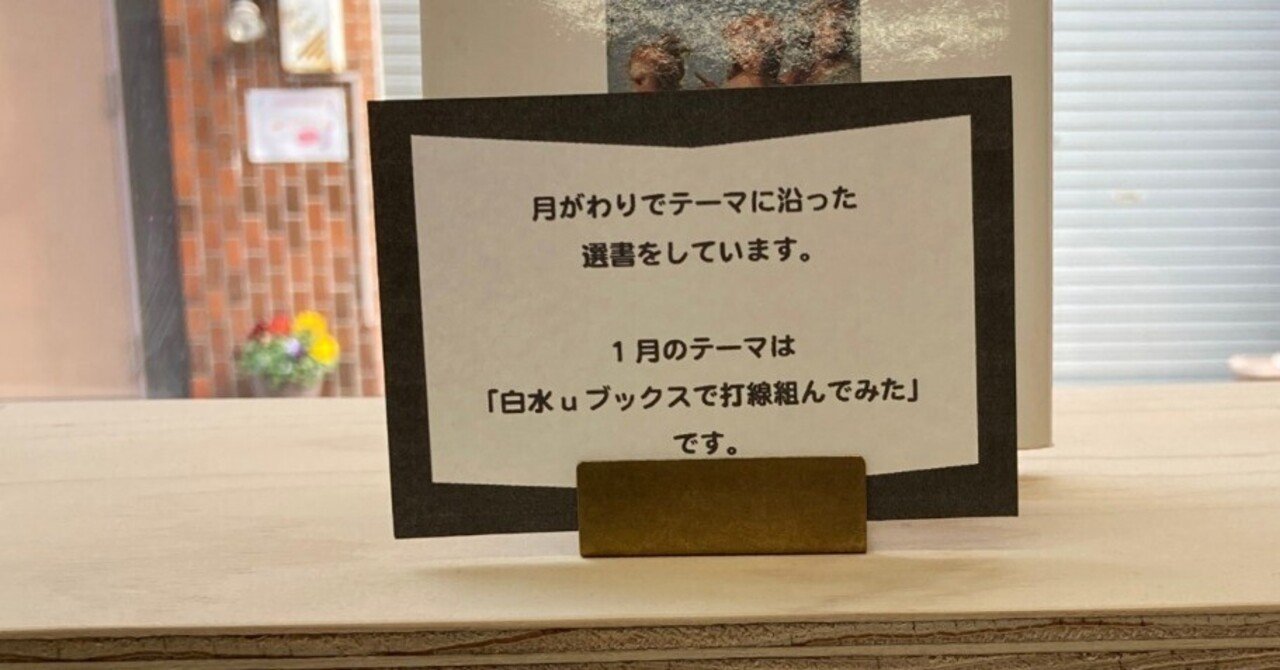 月がわりでテーマに沿った
選書をしています。
1月のテーマは
「白水uブックスで打線組んでみた」
です。